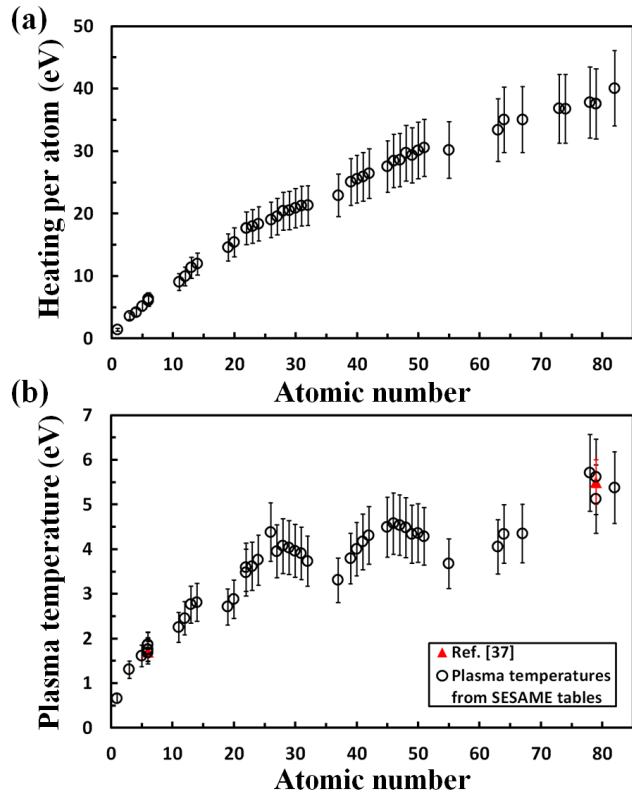 (a)
Heating per atom (eV)
50
40
30
20
10
0
0 10 20 30 40 50 60 70 80
Atomic number
(b)
Plasma temperature (eV)
7
6
5
4
3
2
1
0
▲ Ref. [37]
○ Plasma temperatures
from SESAME tables
0 10 20 30 40 50 60 70 80
Atomic number